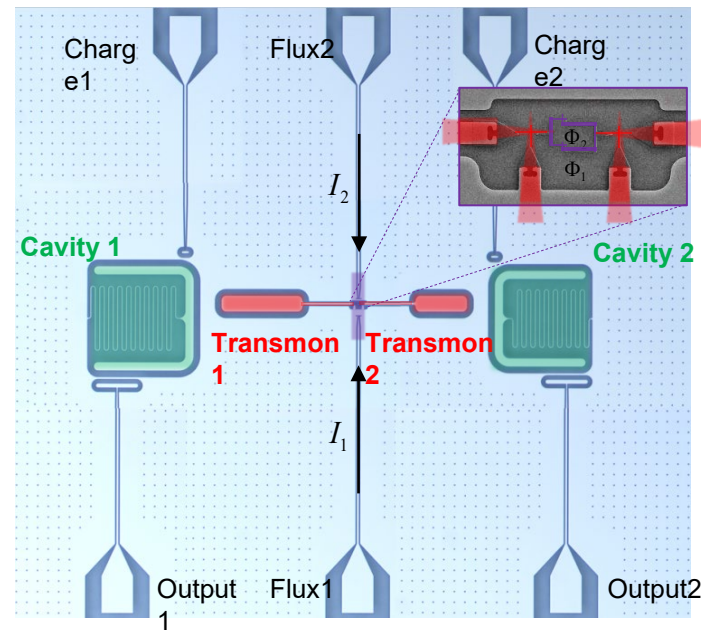 Charg
e1
Flux2
Charg
e2
Φ₂
Φ₁
I₂
Cavity 1
Cavity 2
Transmon
1
Transmon
2
I₁
Output
1
Flux1
Output2